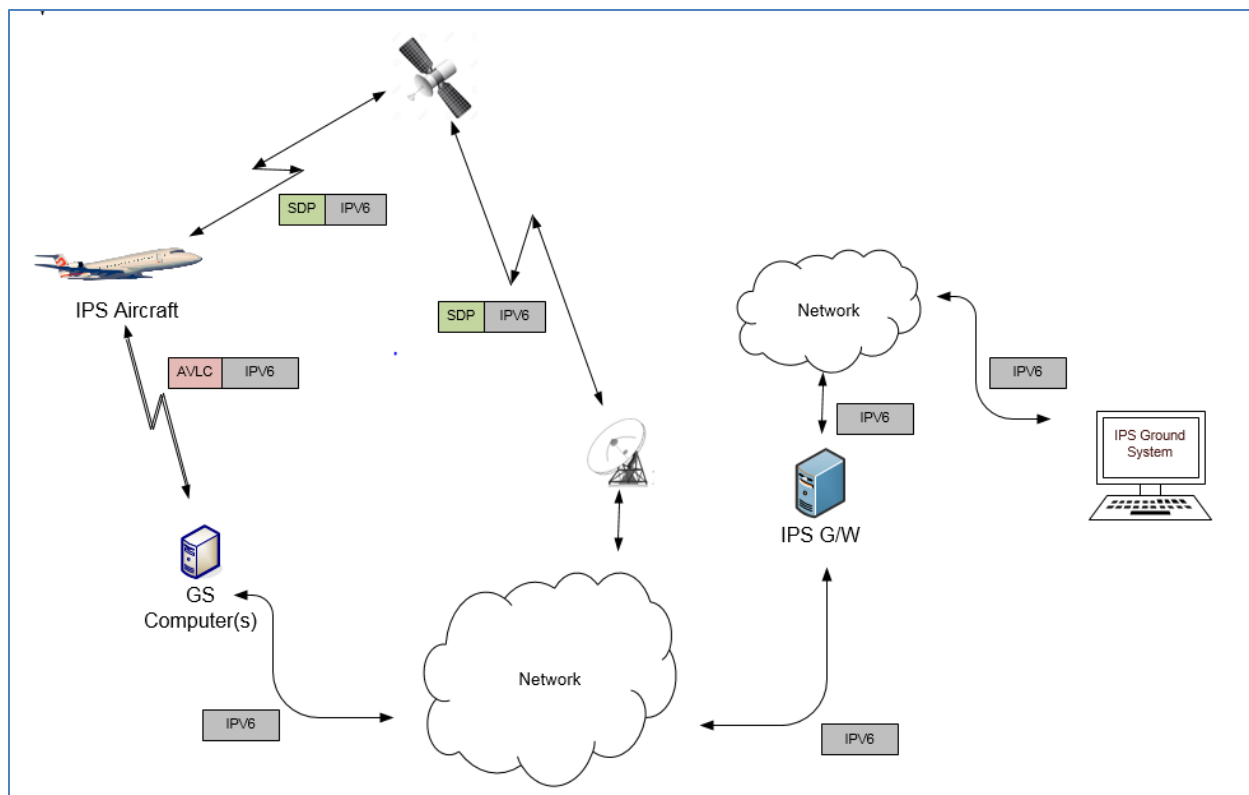 SDP IPV6
IPS Aircraft
SDP IPV6
Network
AVLC IPV6
IPV6
IPV6
IPS Ground
System
IPS G/W
GS
Computer(s)
Network
IPV6
IPV6